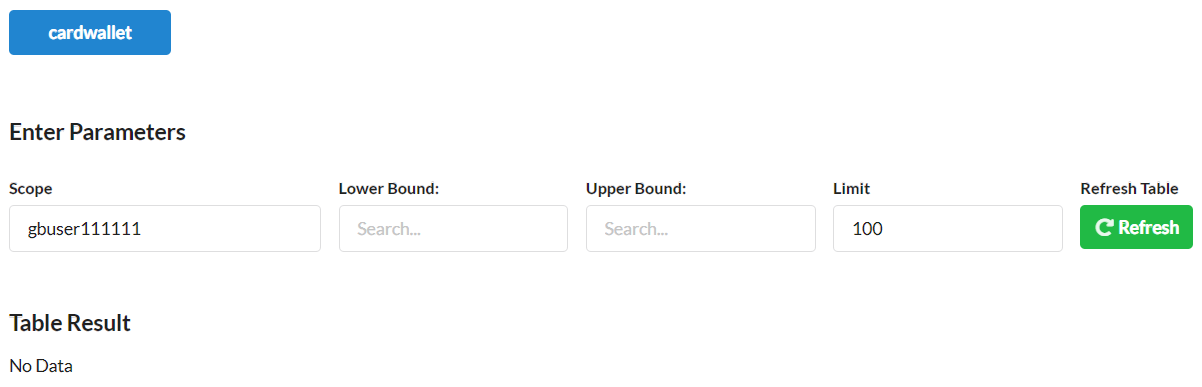 cardwallet
Enter Parameters
Scope Lower Bound: Upper Bound: Limit Refresh Table
gbuser111111 Search... Search... 100 Refresh
Table Result
No Data